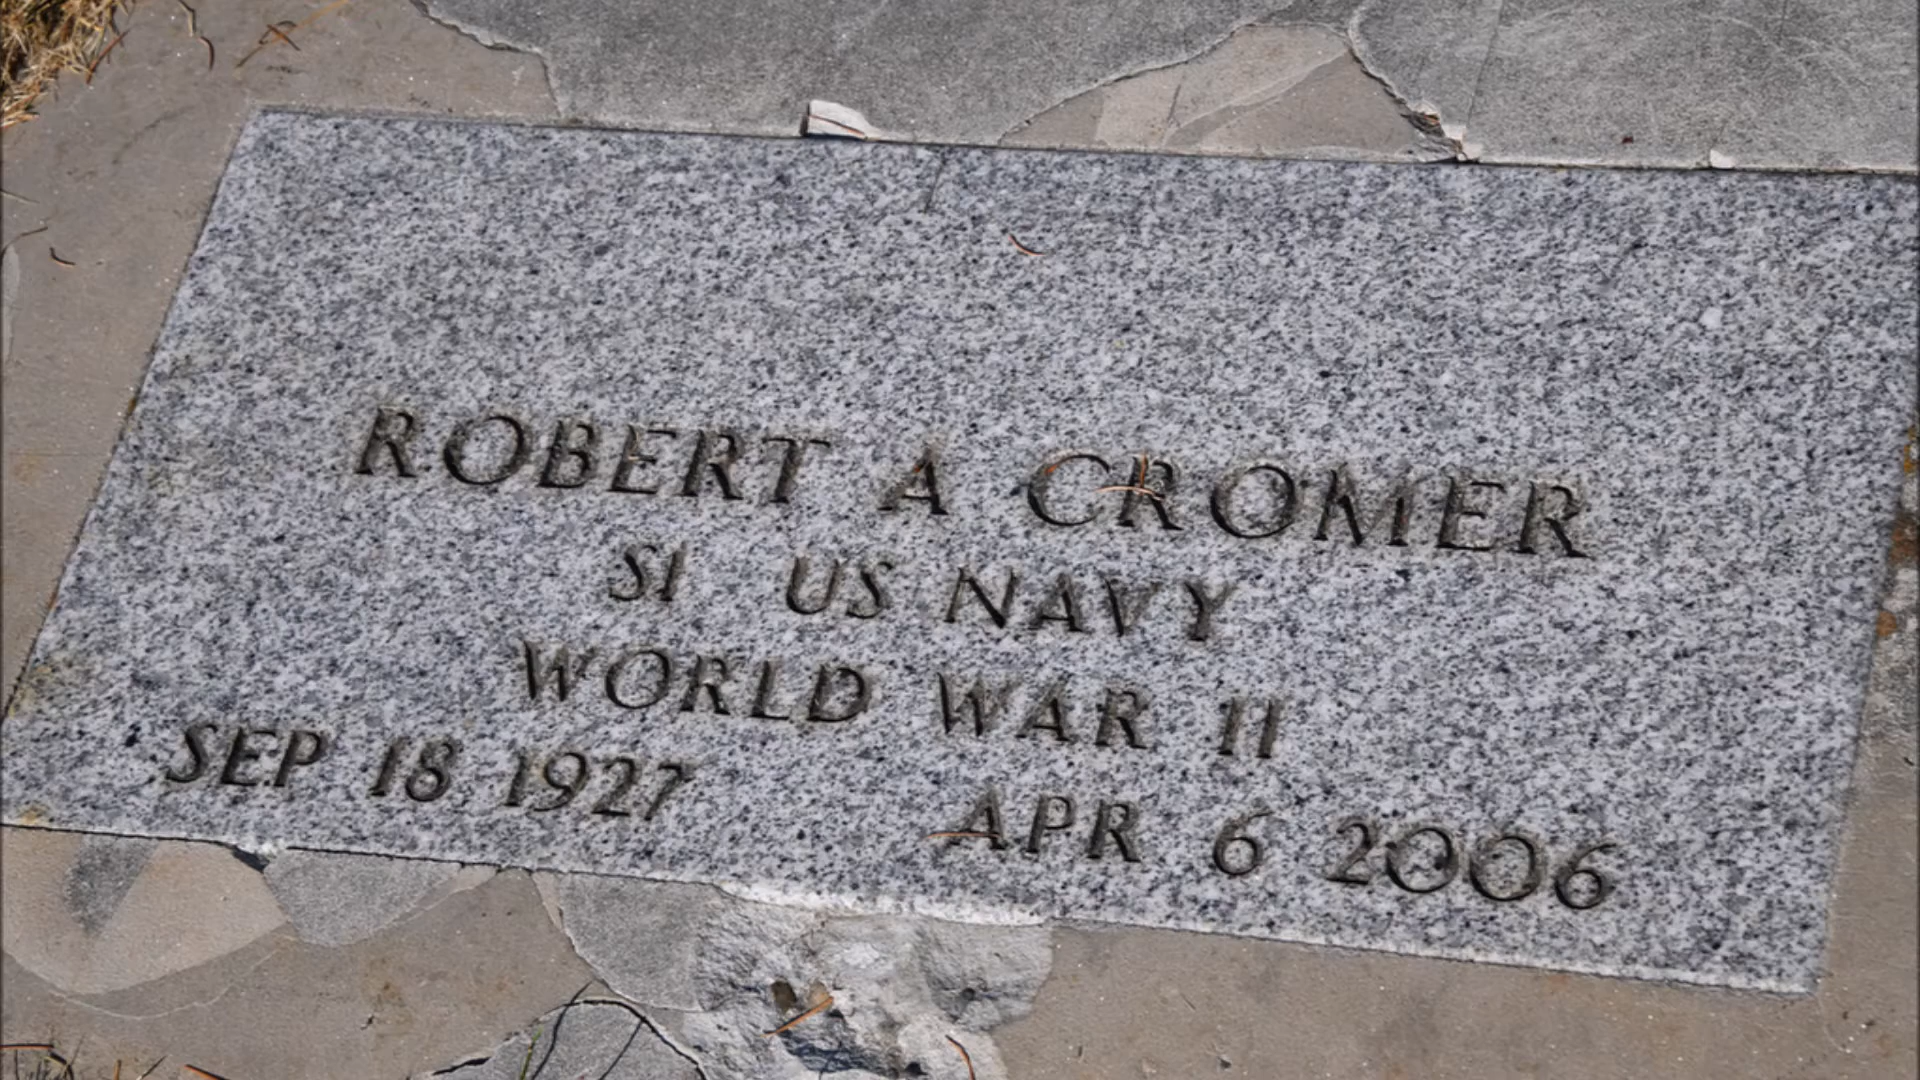 ROBERT A CROMER
S1 US NAVY
WORLD WAR II
SEP 18 1927 APR 6 2006